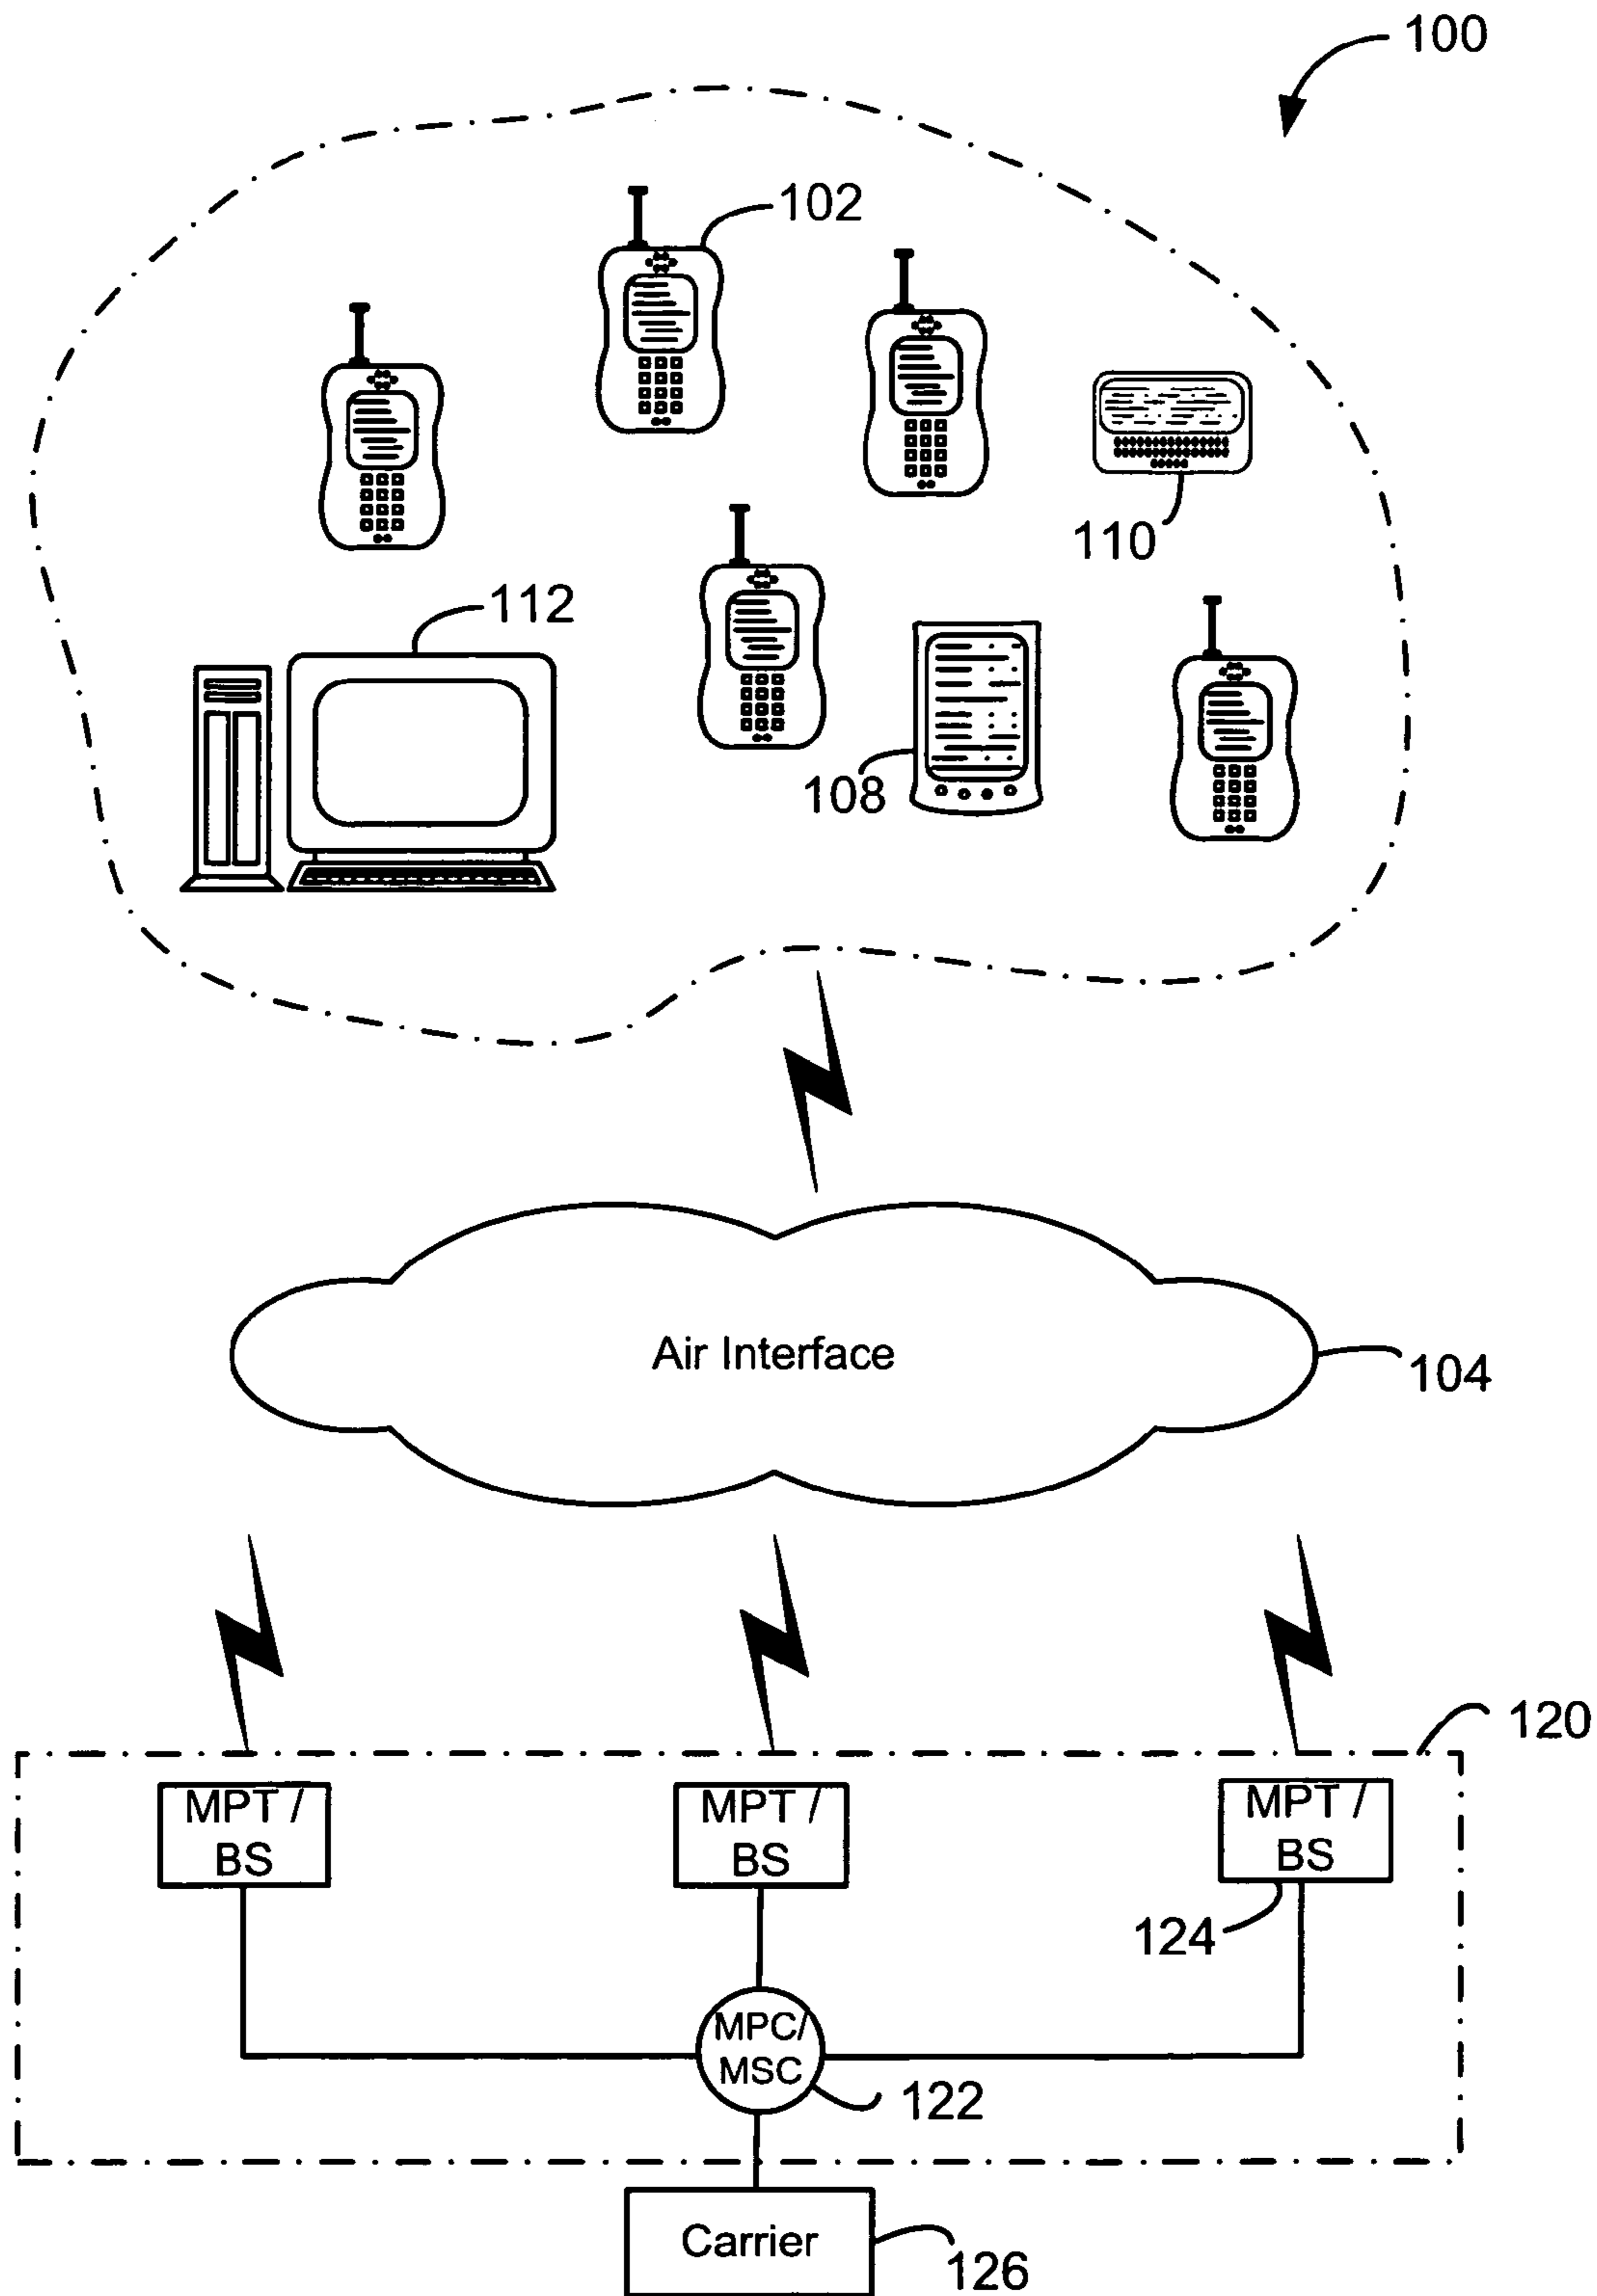 100
102
110
112
108
Air Interface
104
120
MPT /
BS
MPT /
BS
MPT /
BS
124
MPC/
MSC
122
Carrier
126